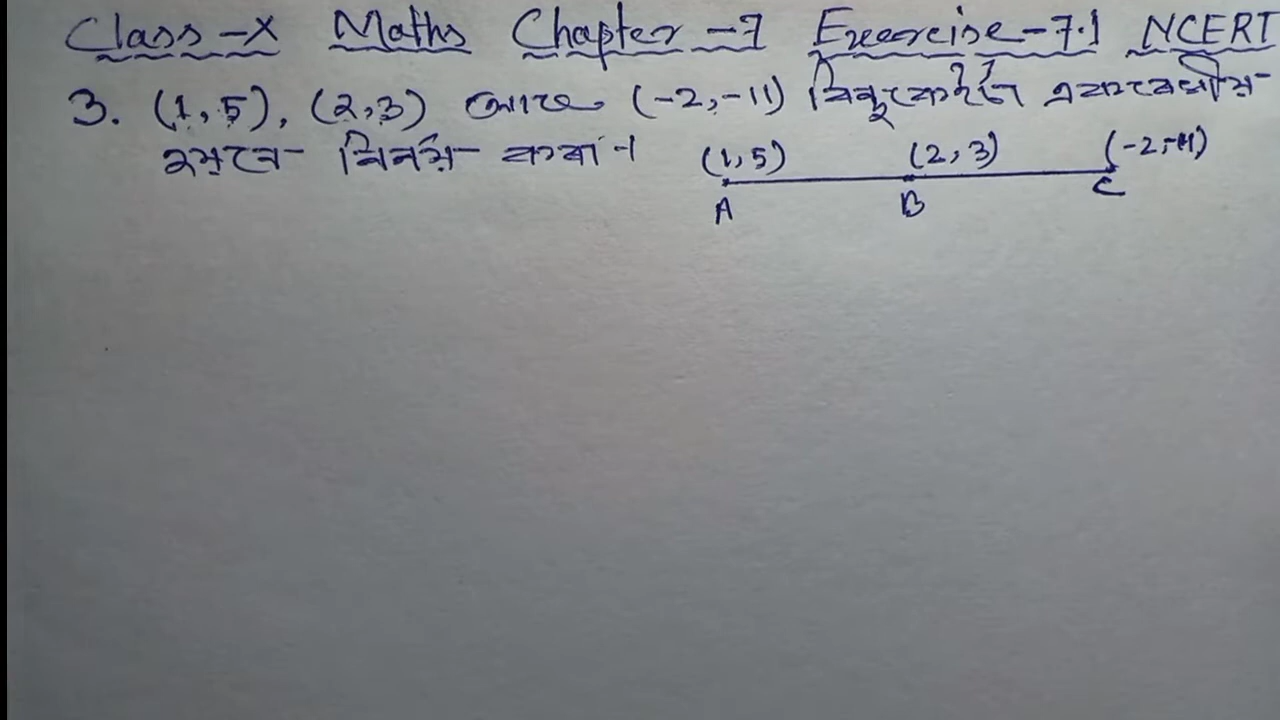 Class-X Maths Chapter-7 Exercise-7.1 NCERT
3. (1,5), (2,3) আৰু (-2,-11) বিন্দুকেইটা একৰেখীয়
হয়নে নিৰ্ণয় কৰা।
(1,5) (2,3) (-2,-11)
A B C